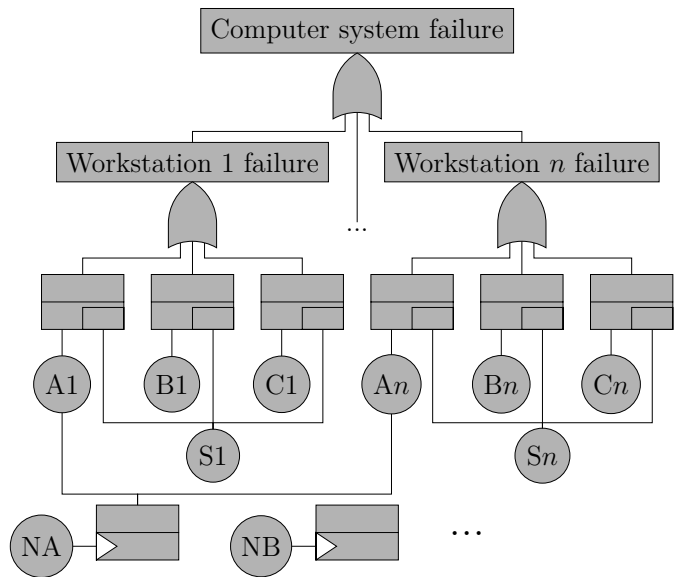 Computer system failure
Workstation 1 failure
Workstation n failure
...
A1
B1
C1
An
Bn
Cn
S1
Sn
NA
NB
...